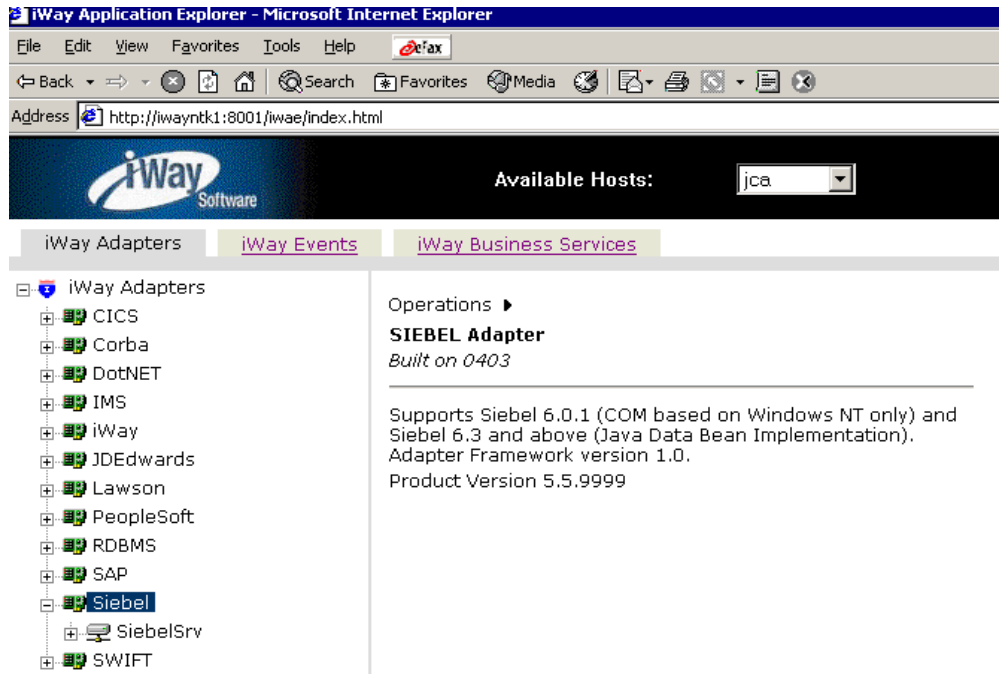 iWay Application Explorer - Microsoft Internet Explorer
File Edit View Favorites Tools Help eFax
Back Search Favorites Media
Address http://iwayntk1:8001/iwae/index.html
iWay Software Available Hosts: jca
iWay Adapters iWay Events iWay Business Services
iWay Adapters
CICS
Corba
DotNET
IMS
iWay
JDEdwards
Lawson
PeopleSoft
RDBMS
SAP
Siebel
SiebelSrv
SWIFT
Operations
SIEBEL Adapter
Built on 0403
Supports Siebel 6.0.1 (COM based on Windows NT only) and
Siebel 6.3 and above (Java Data Bean Implementation).
Adapter Framework version 1.0.
Product Version 5.5.9999